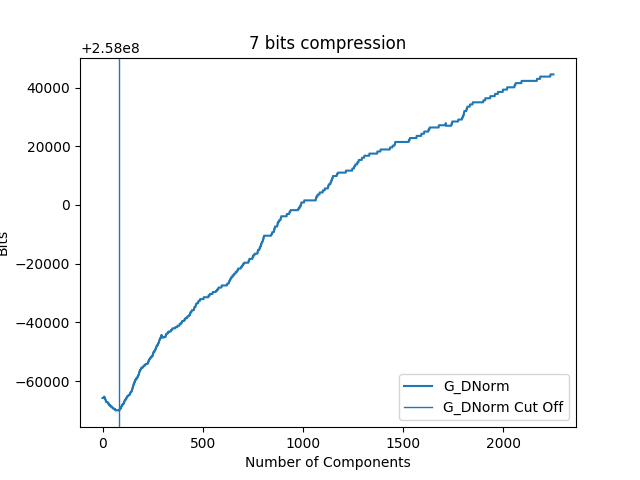 7 bits compression
+2.58e8
40000
20000
0
−20000
−40000
−60000
Bits
0 500 1000 1500 2000
Number of Components
G_DNorm
G_DNorm Cut Off